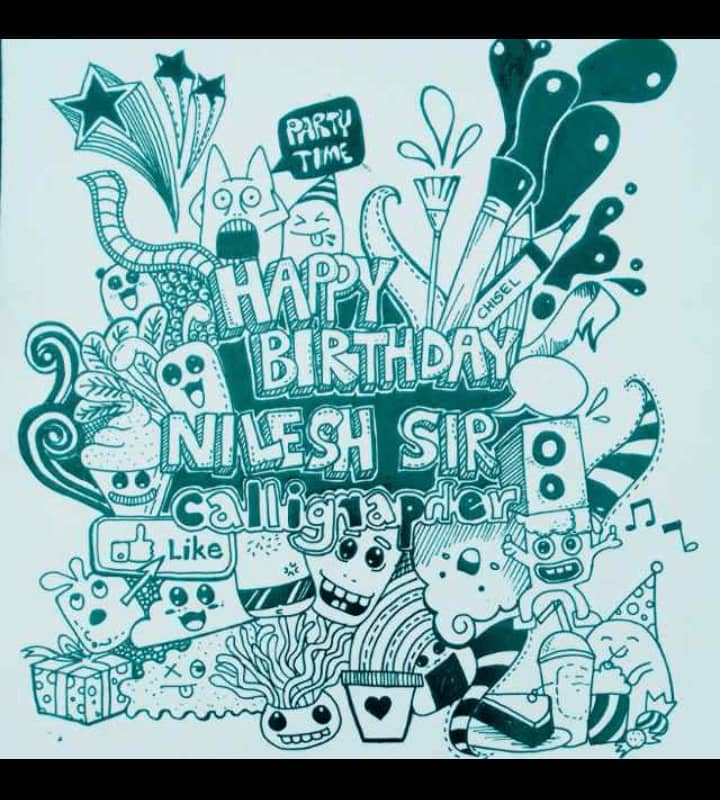 PARTY
TIME
HAPPY
CHISEL
BIRTHDAY
NILESH SIR
calligrapher
Like